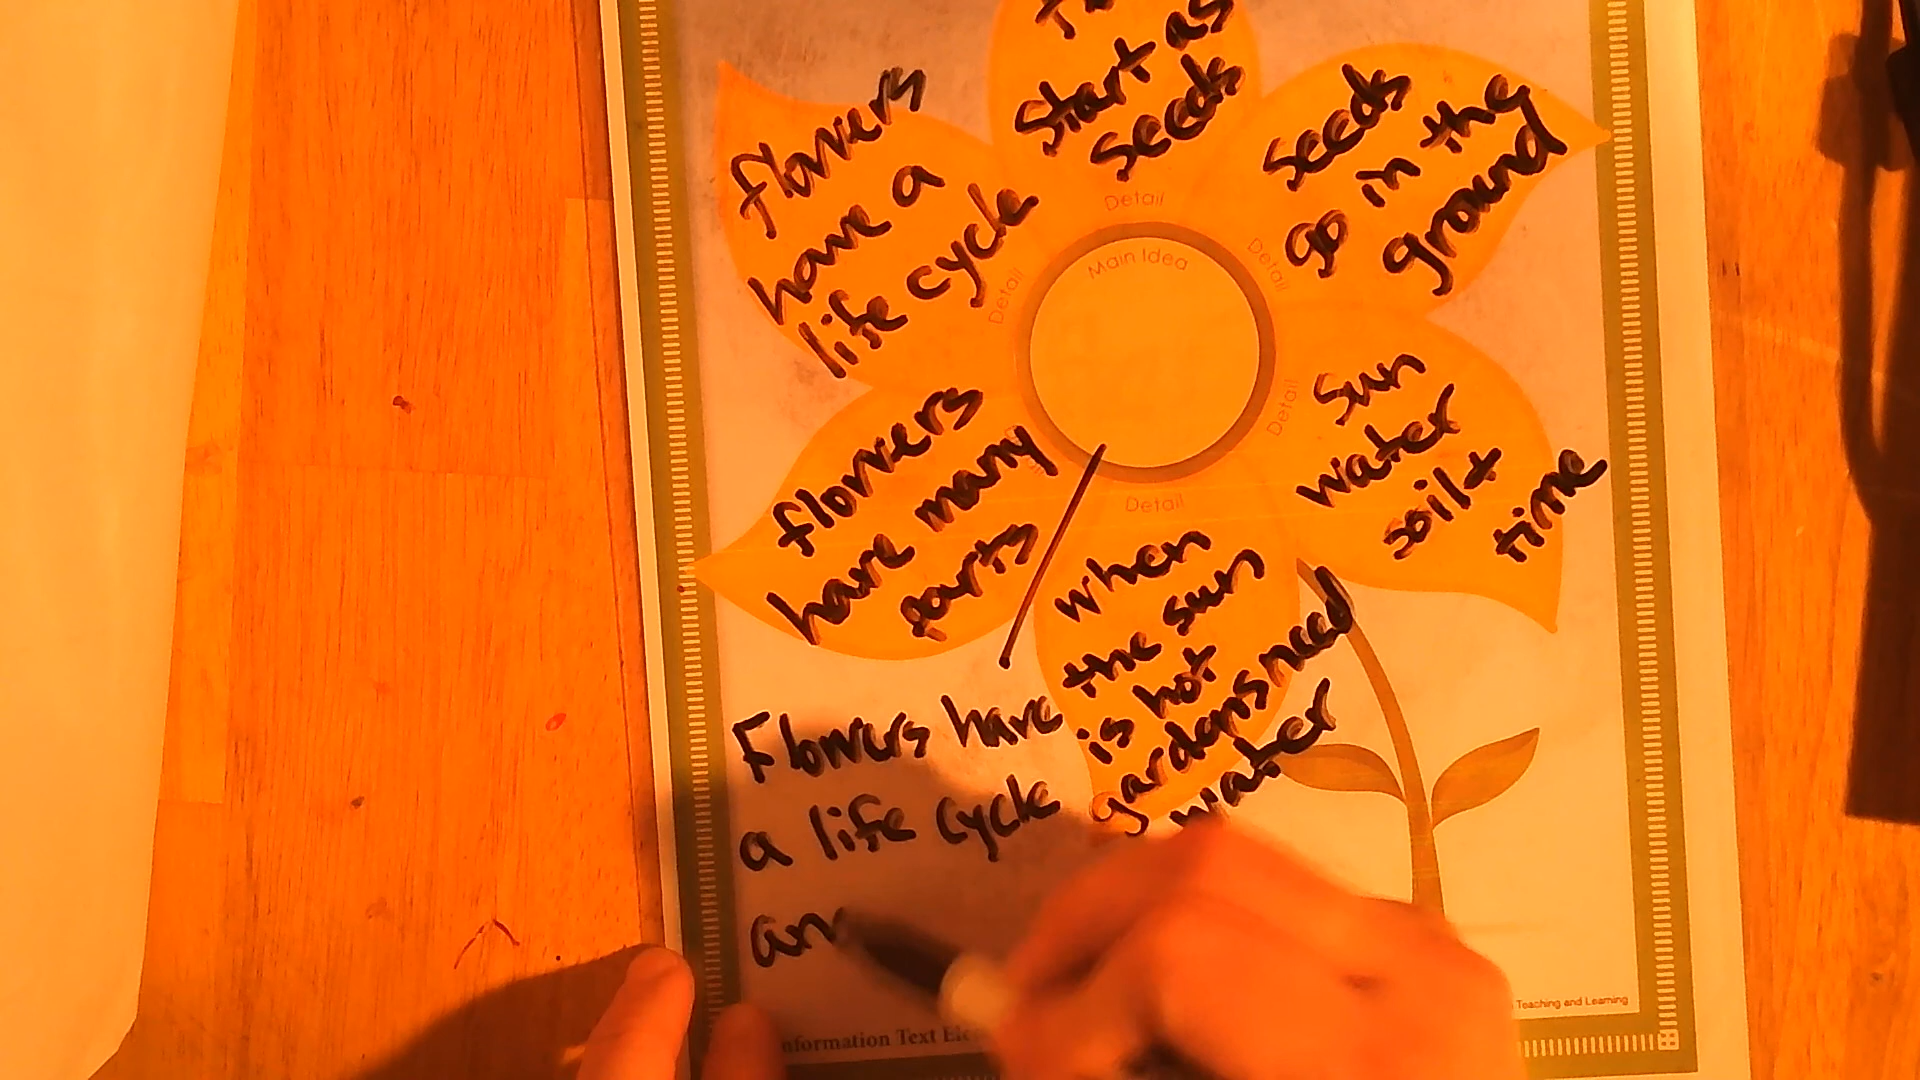 Start as
seeds
Detail
flowers
have a
life cycle
Detail
seeds
go in the
ground
Detail
Main Idea
sun
water
soil +
time
Detail
flowers
have many
parts
Detail
when
the sun
is hot
gardens need
water
Flowers have
a life cycle
an
Information Text
Teaching and Learning